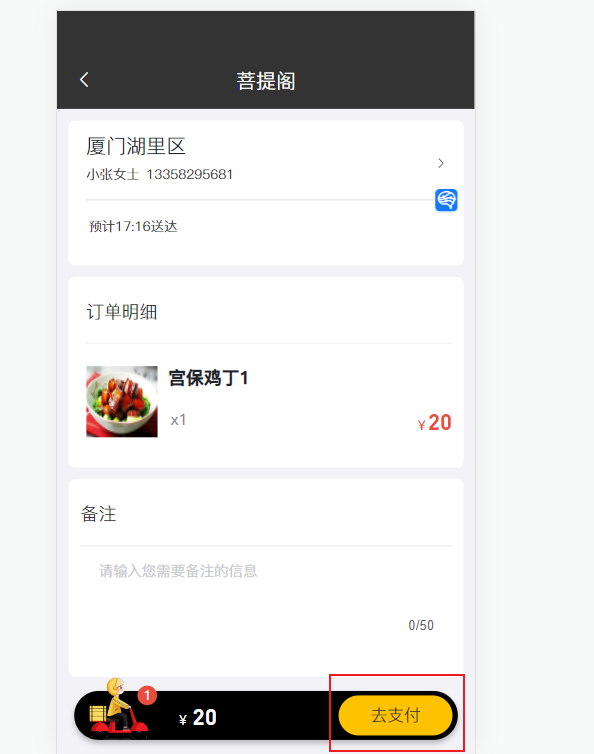 菩提阁
厦门湖里区
小张女士 13358295681
预计17:16送达
订单明细
宫保鸡丁1
x1
¥20
备注
请输入您需要备注的信息
0/50
1
¥ 20
去支付